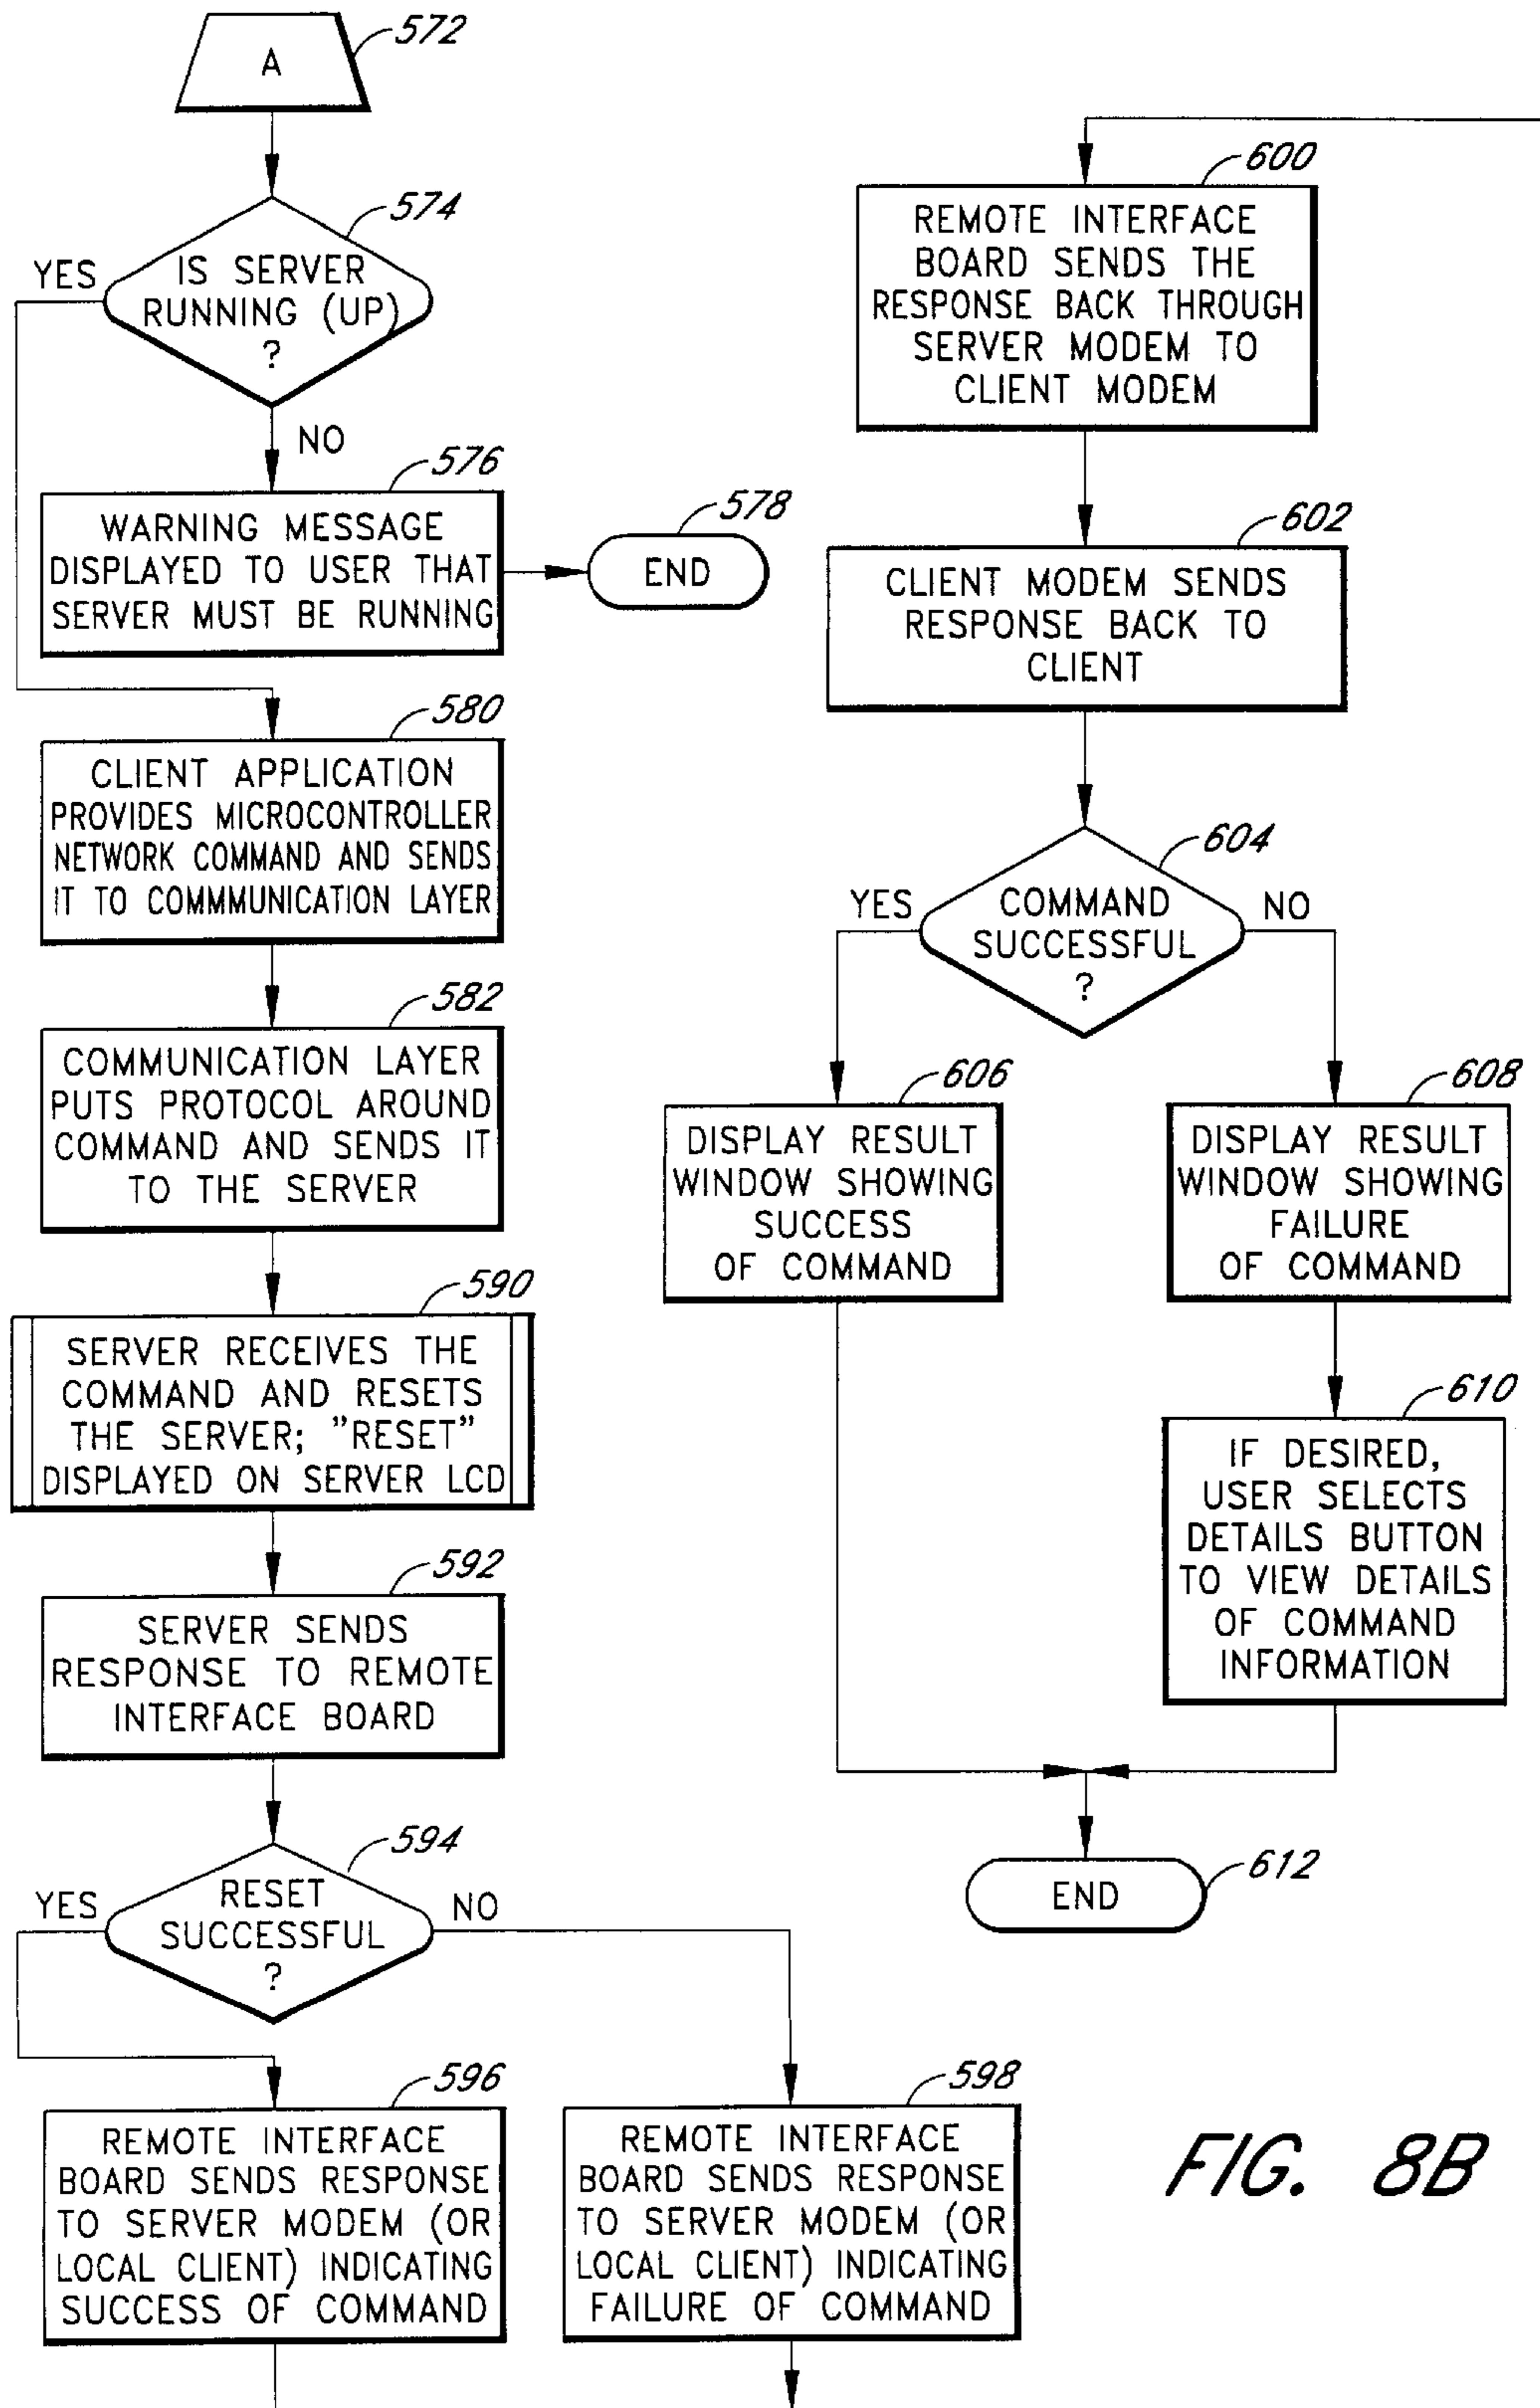 572
A
574
YES
IS SERVER
RUNNING (UP)
?
NO
576
WARNING MESSAGE
DISPLAYED TO USER THAT
SERVER MUST BE RUNNING
578
END
580
CLIENT APPLICATION
PROVIDES MICROCONTROLLER
NETWORK COMMAND AND SENDS
IT TO COMMMUNICATION LAYER
582
COMMUNICATION LAYER
PUTS PROTOCOL AROUND
COMMAND AND SENDS IT
TO THE SERVER
590
SERVER RECEIVES THE
COMMAND AND RESETS
THE SERVER; "RESET"
DISPLAYED ON SERVER LCD
592
SERVER SENDS
RESPONSE TO REMOTE
INTERFACE BOARD
594
YES
RESET
SUCCESSFUL
?
NO
596
REMOTE INTERFACE
BOARD SENDS RESPONSE
TO SERVER MODEM (OR
LOCAL CLIENT) INDICATING
SUCCESS OF COMMAND
598
REMOTE INTERFACE
BOARD SENDS RESPONSE
TO SERVER MODEM (OR
LOCAL CLIENT) INDICATING
FAILURE OF COMMAND
600
REMOTE INTERFACE
BOARD SENDS THE
RESPONSE BACK THROUGH
SERVER MODEM TO
CLIENT MODEM
602
CLIENT MODEM SENDS
RESPONSE BACK TO
CLIENT
604
YES
COMMAND
SUCCESSFUL
?
NO
606
DISPLAY RESULT
WINDOW SHOWING
SUCCESS
OF COMMAND
608
DISPLAY RESULT
WINDOW SHOWING
FAILURE
OF COMMAND
610
IF DESIRED,
USER SELECTS
DETAILS BUTTON
TO VIEW DETAILS
OF COMMAND
INFORMATION
END
612
FIG. 8B